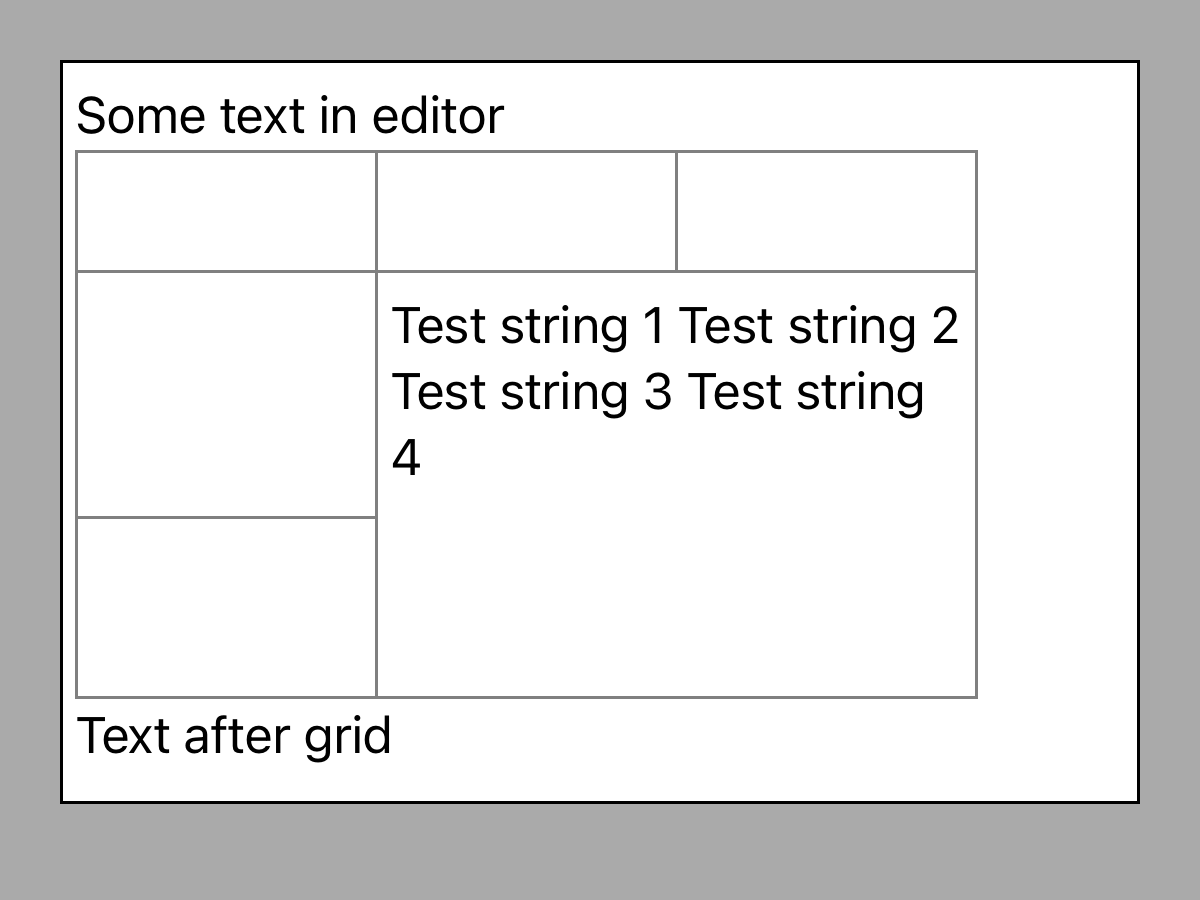 Some text in editor
Test string 1 Test string 2
Test string 3 Test string
4
Text after grid